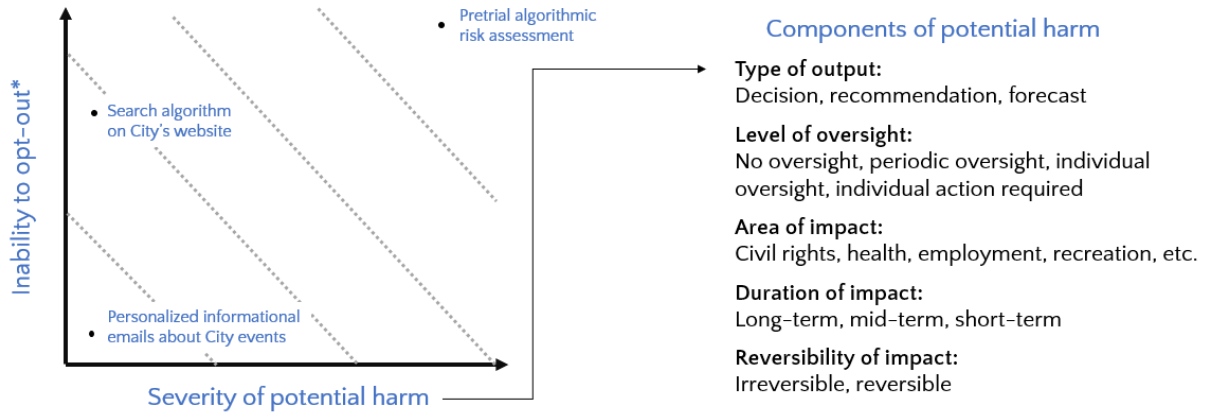 Inability to opt-out*
Pretrial algorithmic
risk assessment
Search algorithm
on City's website
Personalized informational
emails about City events
Severity of potential harm
Components of potential harm
Type of output:
Decision, recommendation, forecast
Level of oversight:
No oversight, periodic oversight, individual
oversight, individual action required
Area of impact:
Civil rights, health, employment, recreation, etc.
Duration of impact:
Long-term, mid-term, short-term
Reversibility of impact:
Irreversible, reversible